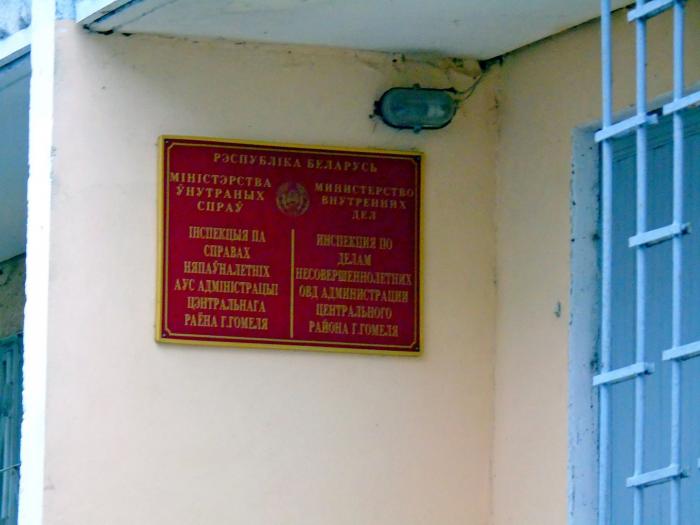 РЭСПУБЛІКА БЕЛАРУСЬ
МІНІСТЭРСТВА
ЎНУТРАНЫХ
СПРАЎ
ІНСПЕКЦЫЯ ПА
СПРАВАХ
НЯПАЎНАЛЕТНІХ
АУС АДМІНІСТРАЦЫІ
ЦЭНТРАЛЬНАГА
РАЁНА Г.ГОМЕЛЯ
МИНИСТЕРСТВО
ВНУТРЕННИХ
ДЕЛ
ИНСПЕКЦИЯ ПО
ДЕЛАМ
НЕСОВЕРШЕННОЛЕТНИХ
ОВД АДМИНИСТРАЦИИ
ЦЕНТРАЛЬНОГО
РАЙОНА Г.ГОМЕЛЯ